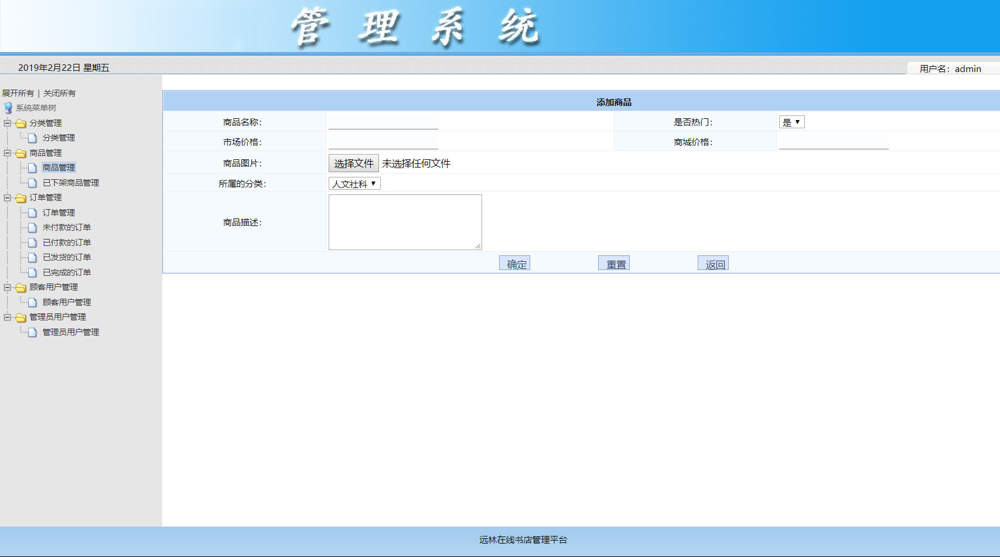 管理系统
2019年2月22日 星期五
用户名：admin
展开所有 | 关闭所有
系统菜单树
分类管理
分类管理
商品管理
商品管理
已下架商品管理
订单管理
订单管理
未付款的订单
已付款的订单
已发货的订单
已完成的订单
顾客用户管理
顾客用户管理
管理员用户管理
管理员用户管理
添加商品
商品名称： 是否热门： 是
市场价格： 商城价格：
商品图片： 选择文件 未选择任何文件
所属的分类： 人文社科
商品描述：
确定 重置 返回
远林在线书店管理平台